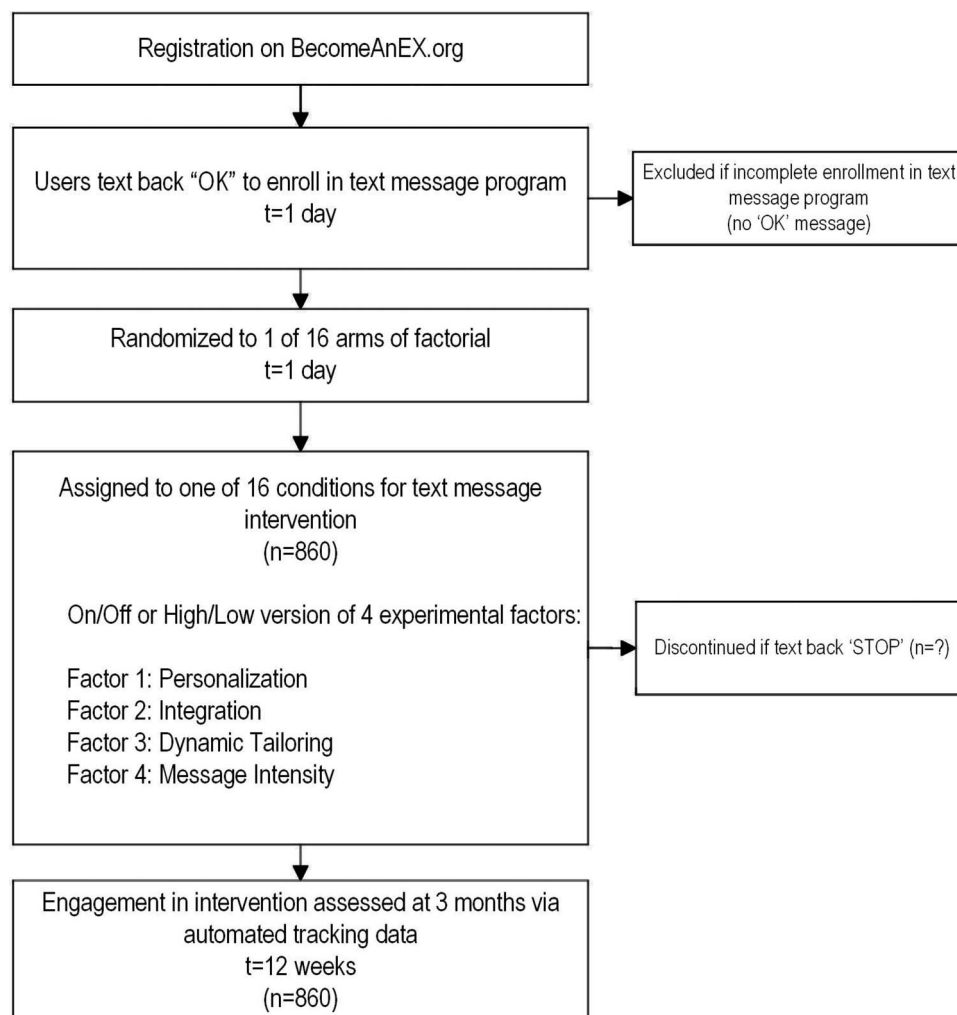 Registration on BecomeAnEX.org
Users text back “OK” to enroll in text message program
t=1 day
Excluded if incomplete enrollment in text
message program
(no ‘OK’ message)
Randomized to 1 of 16 arms of factorial
t=1 day
Assigned to one of 16 conditions for text message
intervention
(n=860)
On/Off or High/Low version of 4 experimental factors:
Factor 1: Personalization
Factor 2: Integration
Factor 3: Dynamic Tailoring
Factor 4: Message Intensity
Discontinued if text back ‘STOP’ (n=?)
Engagement in intervention assessed at 3 months via
automated tracking data
t=12 weeks
(n=860)